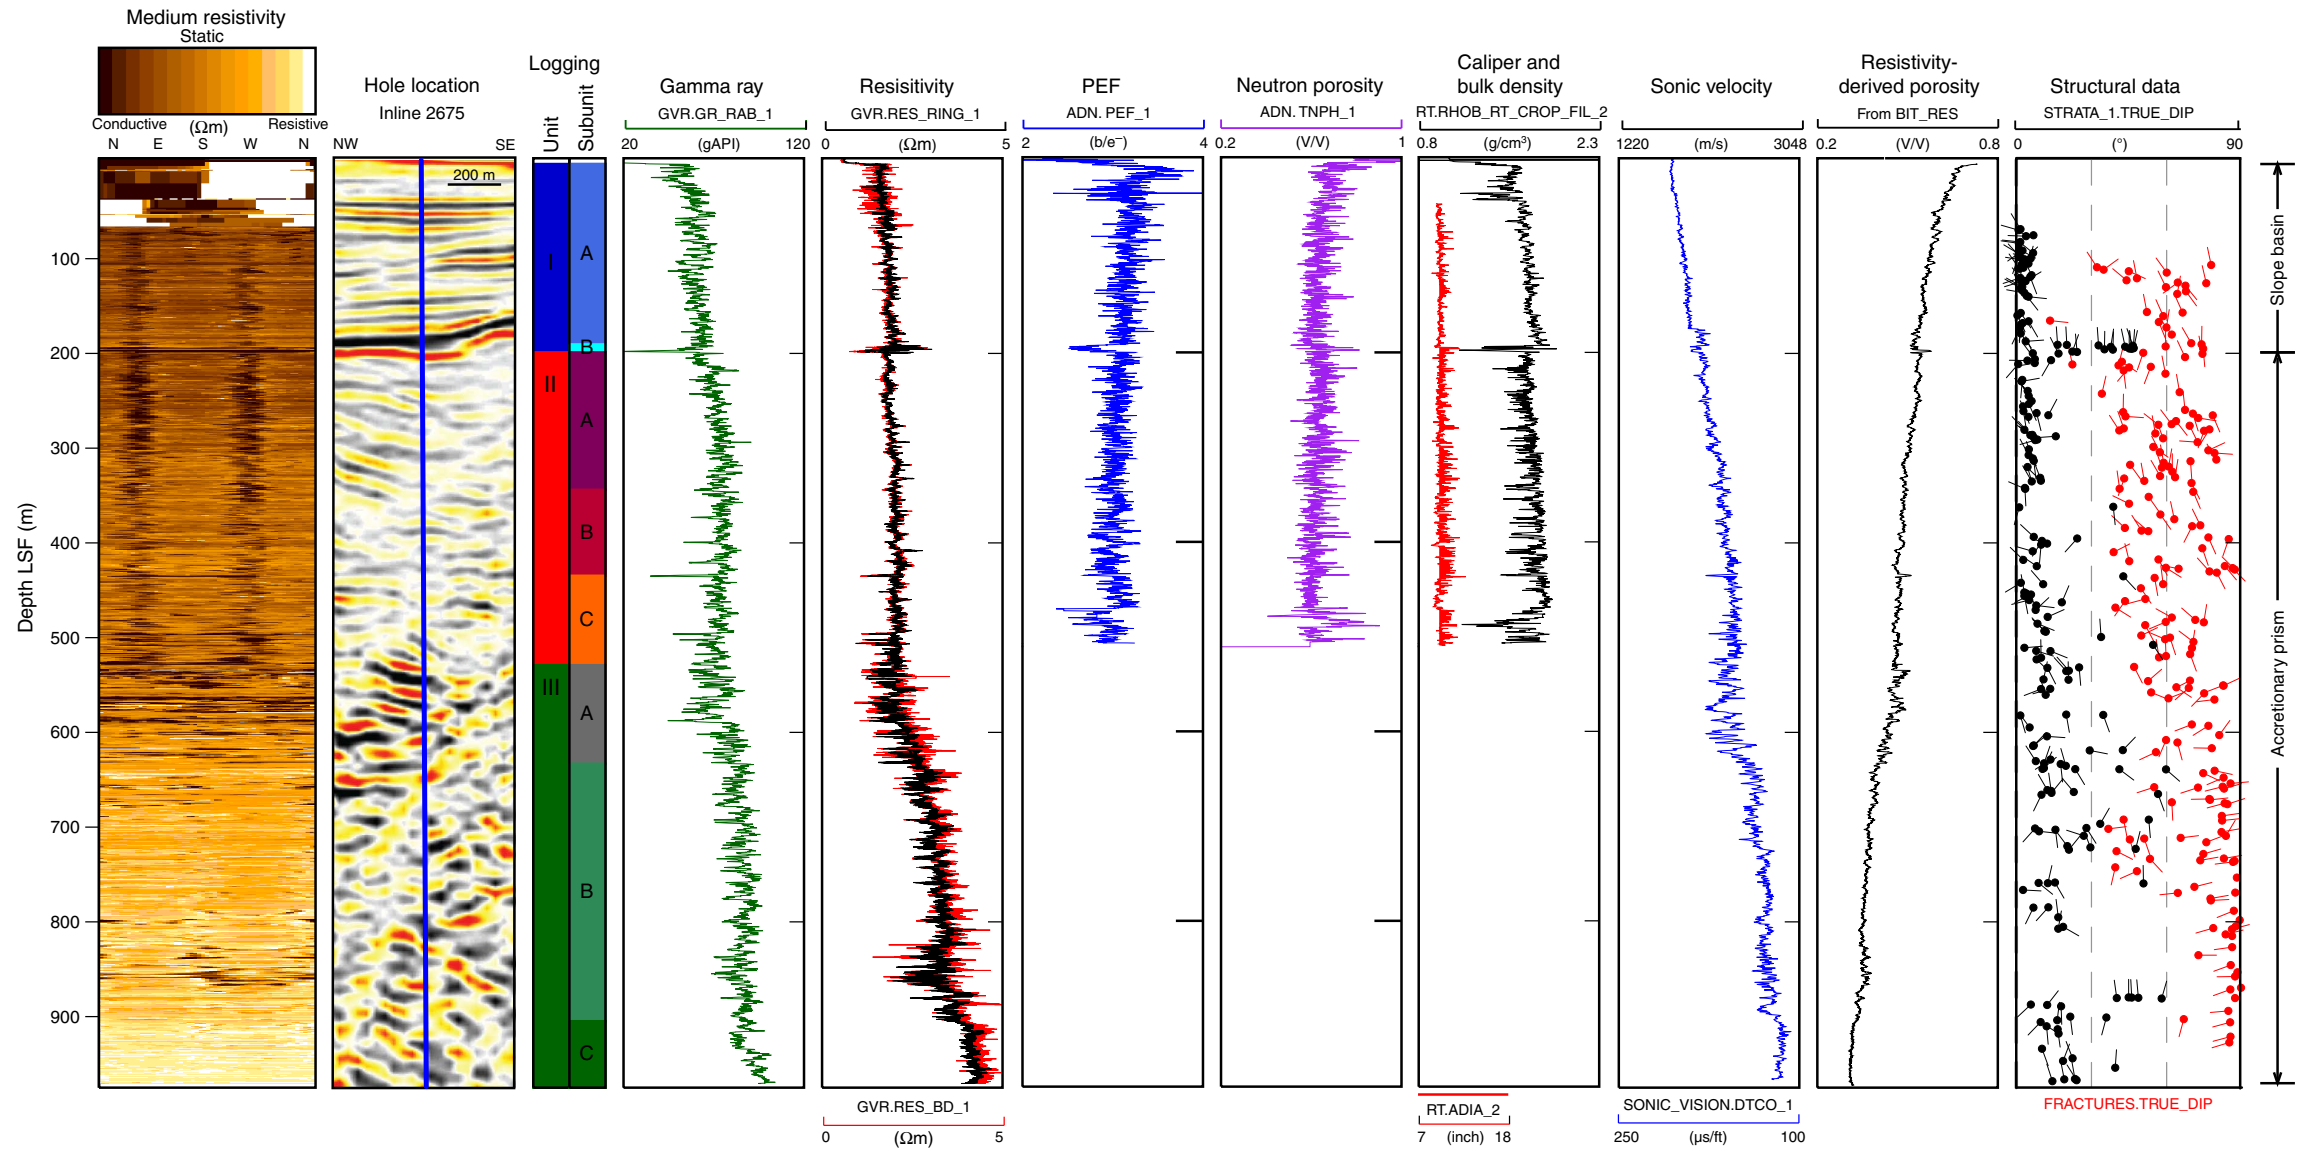 Medium resistivity
Static
Conductive (Ωm) Resistive
N E S W N
Hole location
Inline 2675
NW SE
200 m
Logging
Unit
Subunit
Gamma ray
GVR.GR_RAB_1
20 (gAPI) 120
Resisitivity
GVR.RES_RING_1
0 (Ωm) 5
PEF
ADN. PEF_1
2 (b/e–) 4
Neutron porosity
ADN.TNPH_1
0.2 (V/V) 1
Caliper and
bulk density
RT.RHOB_RT_CROP_FIL_2
0.8 (g/cm³) 2.3
Sonic velocity
1220 (m/s) 3048
Resistivity-
derived porosity
From BIT_RES
0.2 (V/V) 0.8
Structural data
STRATA_1.TRUE_DIP
0 (°) 90
Depth LSF (m)
100
200
300
400
500
600
700
800
900
I
II
III
A
B
A
B
C
A
B
C
Slope basin
Accretionary prism
GVR.RES_BD_1
0 (Ωm) 5
RT.ADIA_2
7 (inch) 18
SONIC_VISION.DTCO_1
250 (µs/ft) 100
FRACTURES.TRUE_DIP